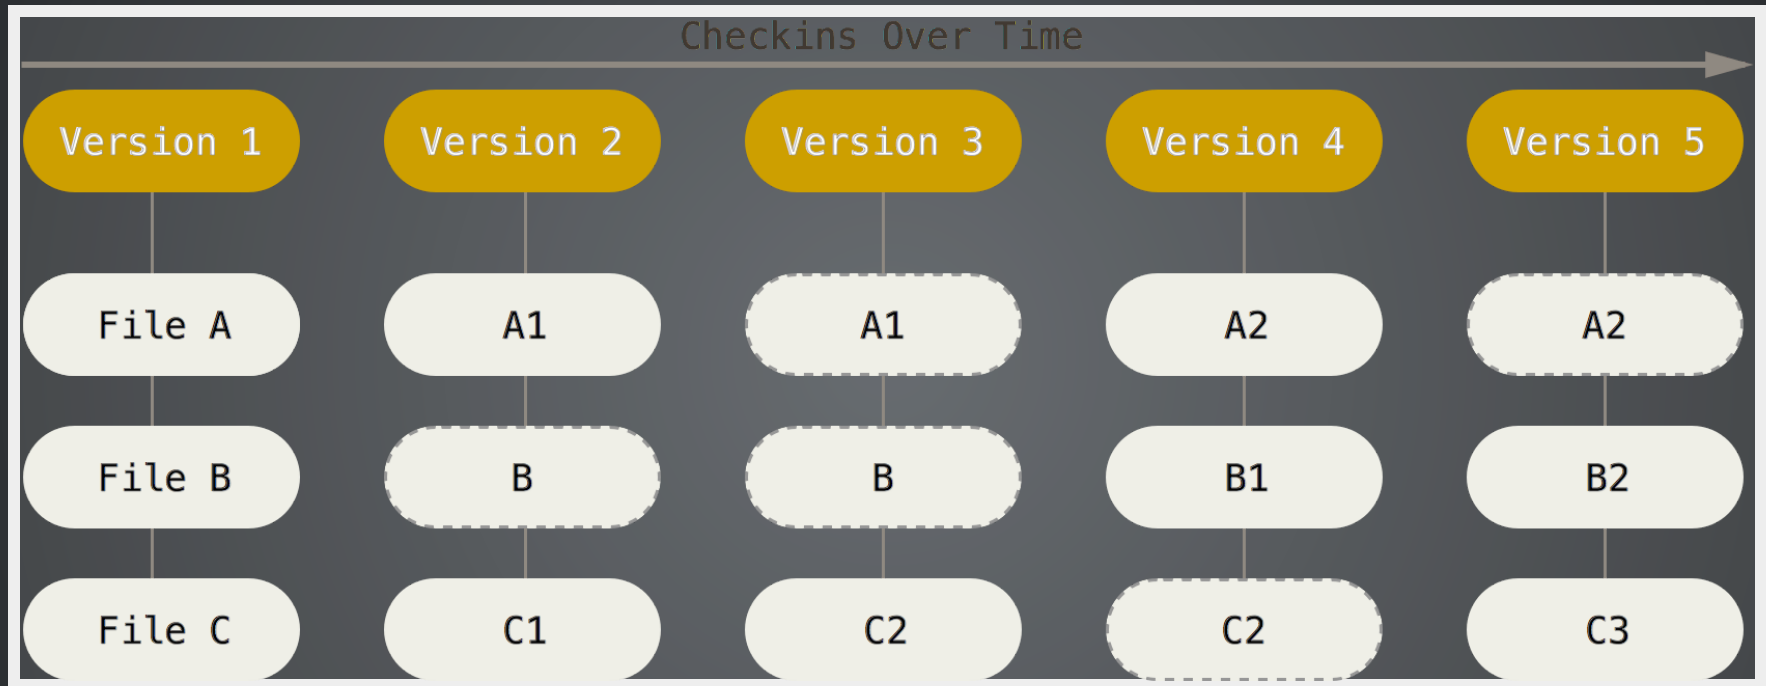 Checkins Over Time
Version 1 Version 2 Version 3 Version 4 Version 5
File A A1 A1 A2 A2
File B B B B1 B2
File C C1 C2 C2 C3